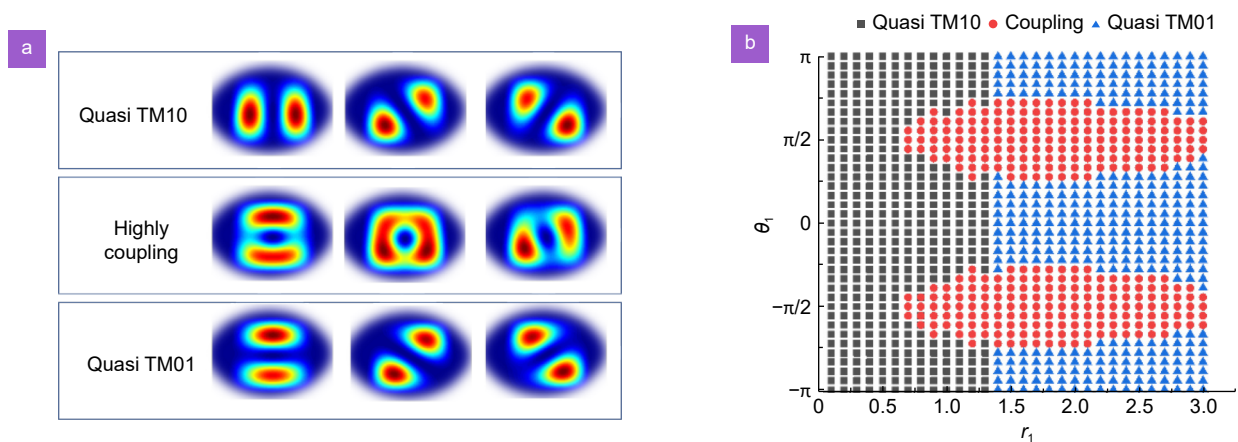 a
Quasi TM10
Highly
coupling
Quasi TM01
b
Quasi TM10 Coupling Quasi TM01
π
π/2
0
−π/2
−π
θ₁
0 0.5 1.0 1.5 2.0 2.5 3.0
r₁